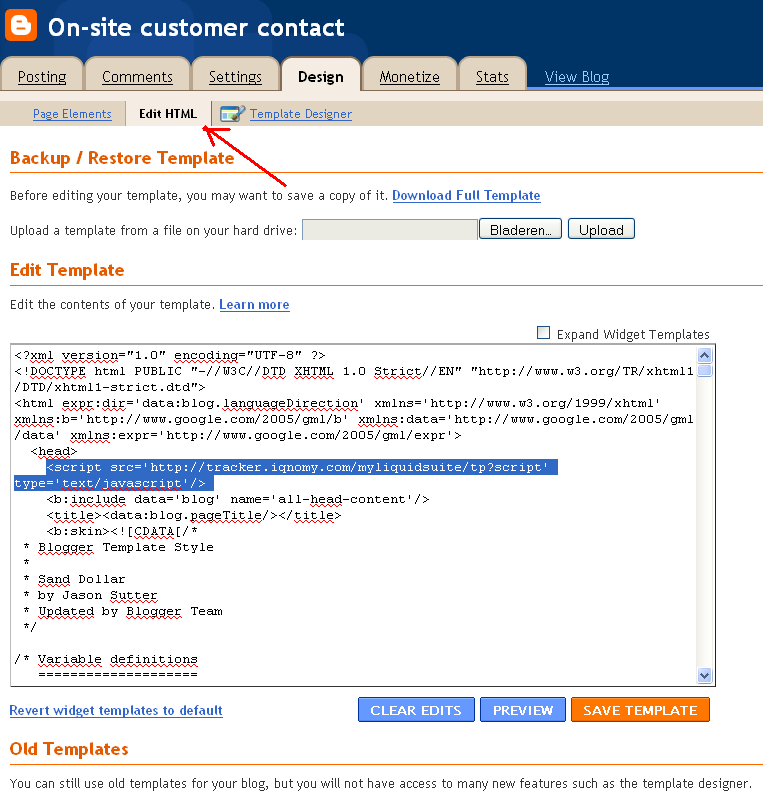 On-site customer contact
Posting Comments Settings Design Monetize Stats View Blog
Page Elements Edit HTML Template Designer
Backup / Restore Template
Before editing your template, you may want to save a copy of it. Download Full Template
Upload a template from a file on your hard drive: Bladeren... Upload
Edit Template
Edit the contents of your template. Learn more
Expand Widget Templates
<?xml version="1.0" encoding="UTF-8" ?>
<!DOCTYPE html PUBLIC "-//W3C//DTD XHTML 1.0 Strict//EN" "http://www.w3.org/TR/xhtml1
/DTD/xhtml1-strict.dtd">
<html expr:dir='data:blog.languageDirection' xmlns='http://www.w3.org/1999/xhtml'
xmlns:b='http://www.google.com/2005/gml/b' xmlns:data='http://www.google.com/2005/gml
/data' xmlns:expr='http://www.google.com/2005/gml/expr'>
<head>
<script src='http://tracker.iqnomy.com/myliquidsuite/tp?script'
type='text/javascript'/>
<b:include data='blog' name='all-head-content'/>
<title><data:blog.pageTitle/></title>
<b:skin><![CDATA[/*
* Blogger Template Style
*
* Sand Dollar
* by Jason Sutter
* Updated by Blogger Team
*/
/* Variable definitions
====================
Revert widget templates to default CLEAR EDITS PREVIEW SAVE TEMPLATE
Old Templates
You can still use old templates for your blog, but you will not have access to many new features such as the template designer.